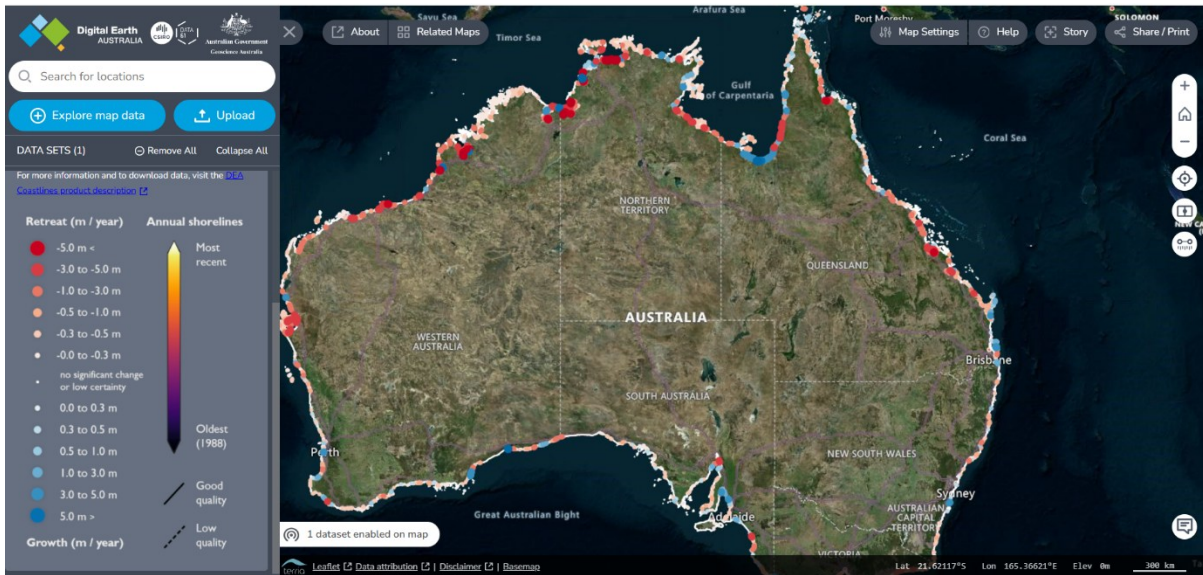 Digital Earth
AUSTRALIA
CSIRO
DATA
61
Australian Government
Geoscience Australia
About
Related Maps
Map Settings
Help
Story
Share / Print
Search for locations
Explore map data
Upload
DATA SETS (1)
Remove All
Collapse All
For more information and to download data, visit the DEA
Coastlines product description
Retreat (m / year)
Annual shorelines
-5.0 m <
-3.0 to -5.0 m
-1.0 to -3.0 m
-0.5 to -1.0 m
-0.3 to -0.5 m
-0.0 to -0.3 m
no significant change
or low certainty
0.0 to 0.3 m
0.3 to 0.5 m
0.5 to 1.0 m
1.0 to 3.0 m
3.0 to 5.0 m
5.0 m >
Growth (m / year)
Most
recent
Oldest
(1988)
Good
quality
Low
quality
Savu Sea
Arafura Sea
Port Moresby
SOLOMON
Timor Sea
Gulf
of Carpentaria
Coral Sea
NORTHERN
TERRITORY
QUEENSLAND
AUSTRALIA
WESTERN
AUSTRALIA
Brisbane
SOUTH AUSTRALIA
Perth
NEW SOUTH WALES
Sydney
Great Australian Bight
Adelaide
AUSTRALIAN
CAPITAL
TERRITORY
VICTORIA
1 dataset enabled on map
terria
Leaflet
Data attribution
| Disclaimer
| Basemap
Lat 21.62117°S Lon 165.36621°E Elev 0m
300 km